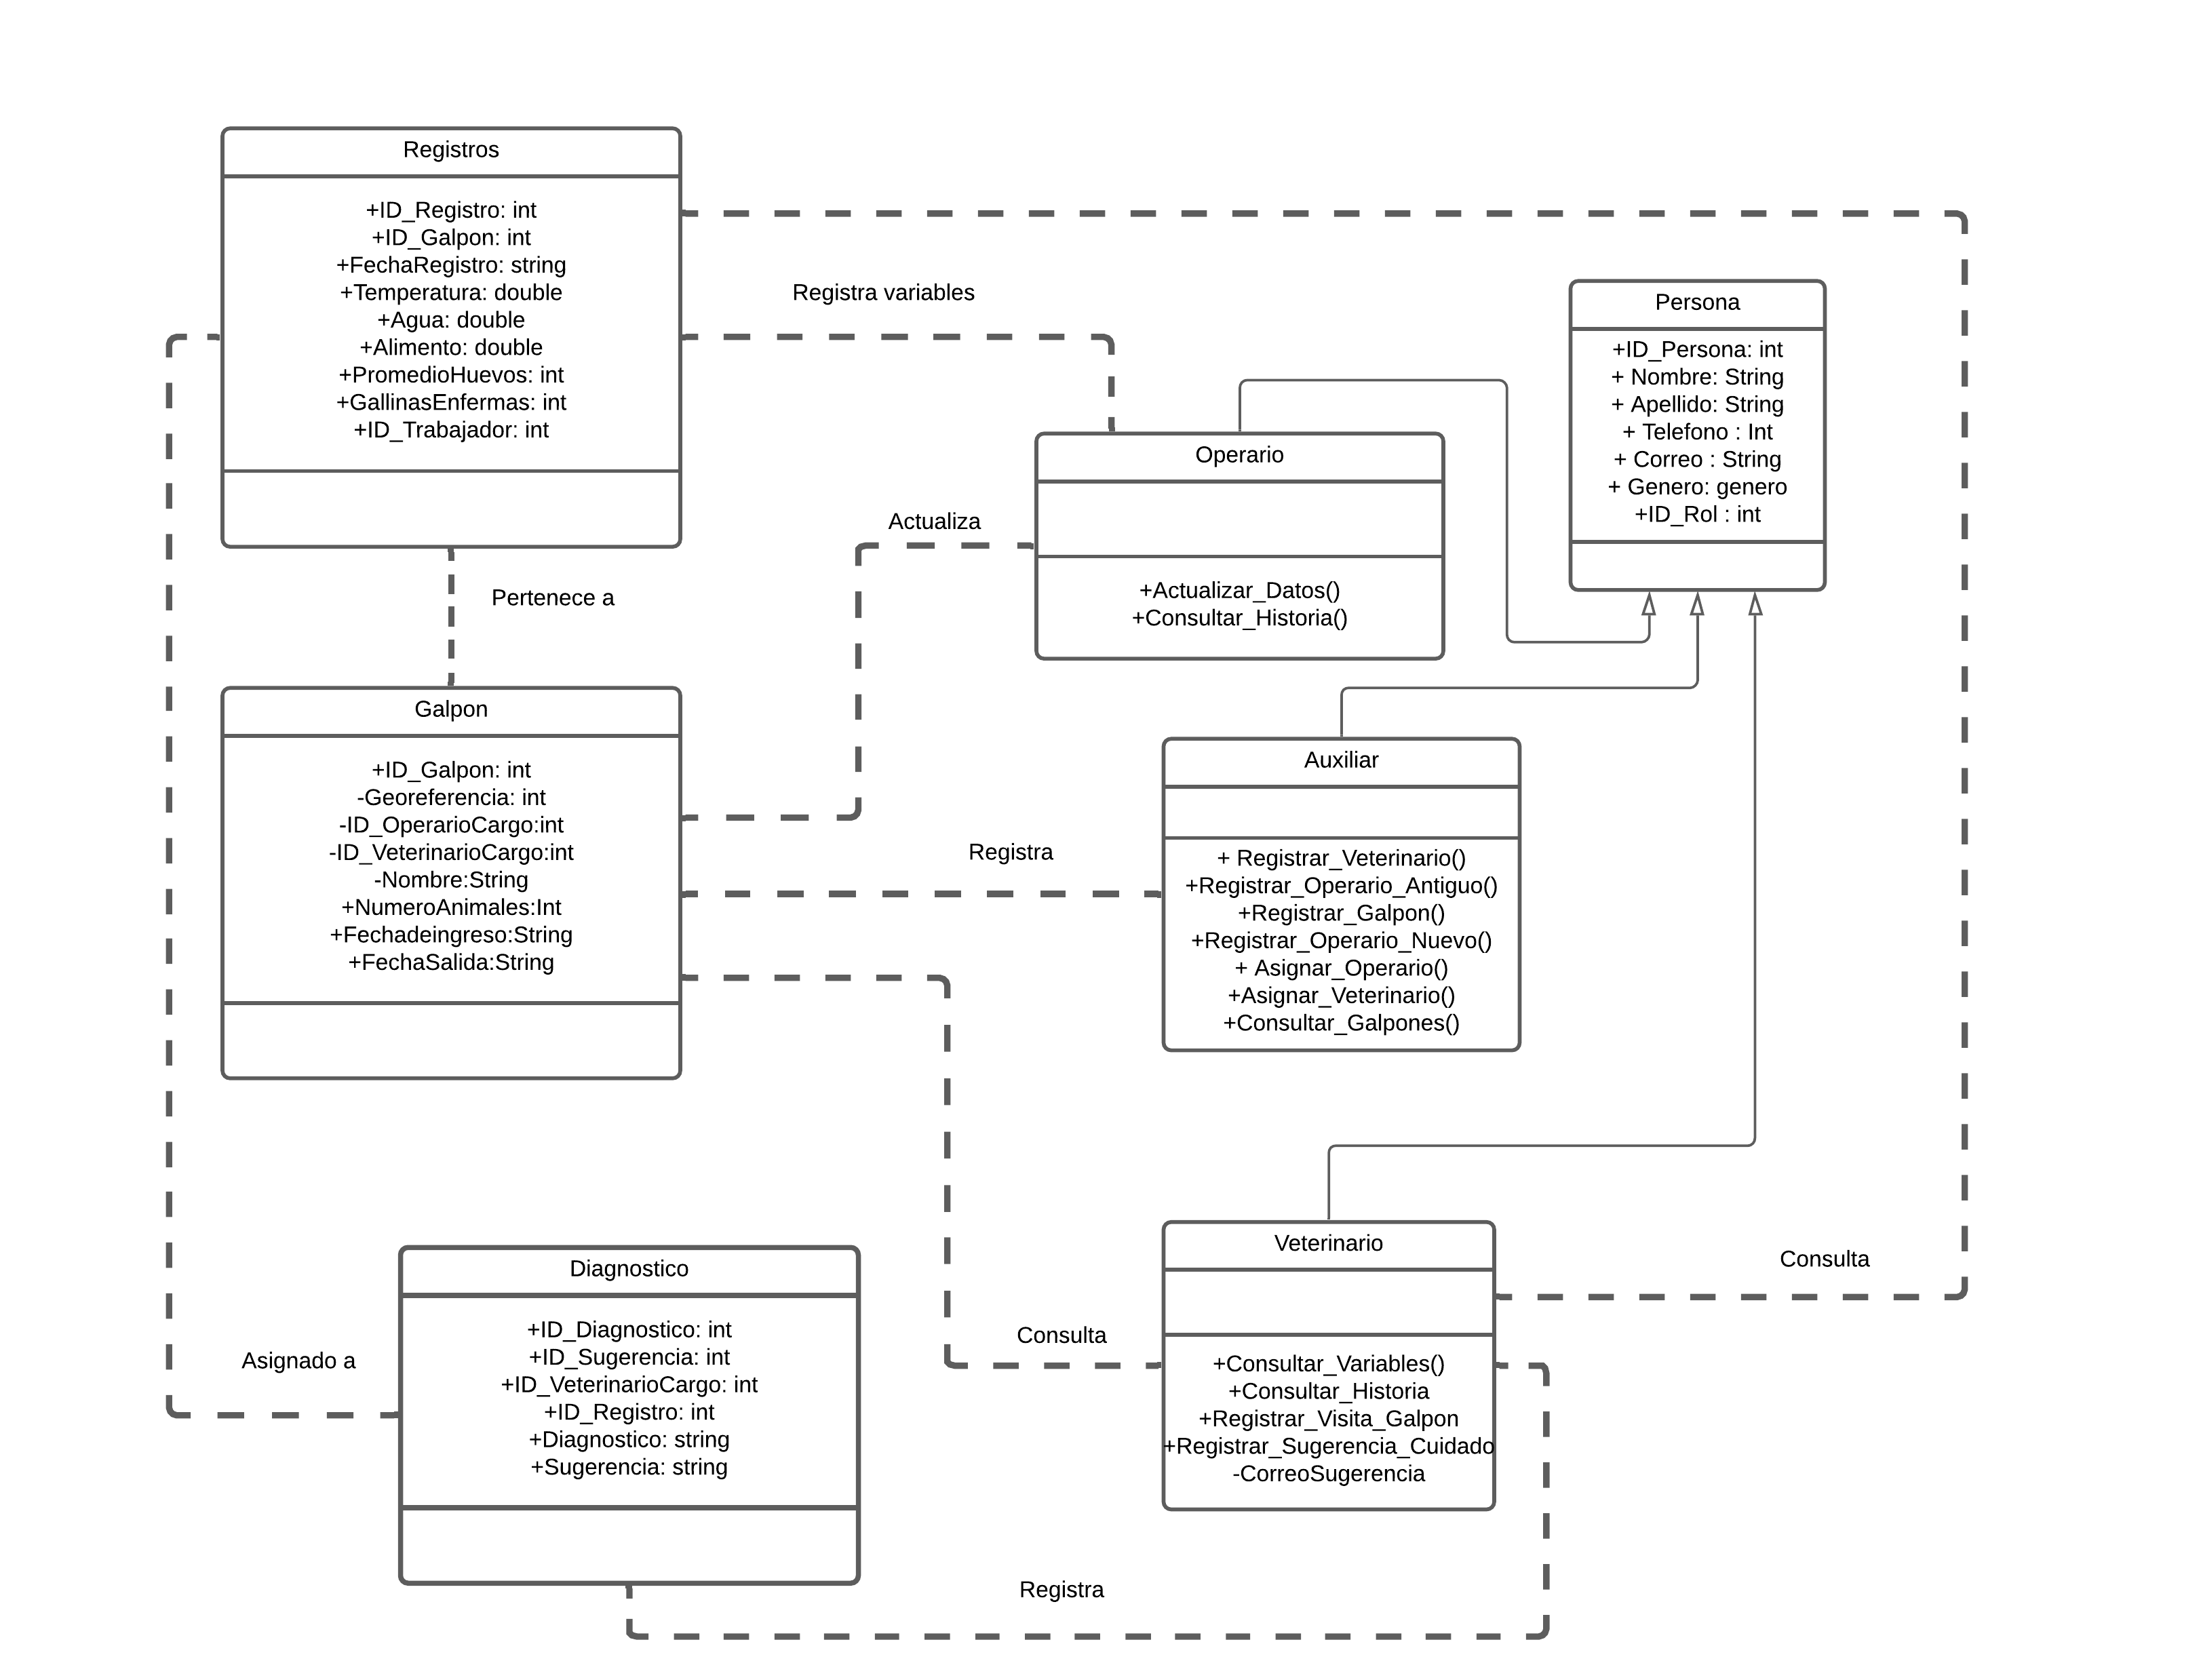 Registros
+ID_Registro: int
+ID_Galpon: int
+FechaRegistro: string
+Temperatura: double
+Agua: double
+Alimento: double
+PromedioHuevos: int
+GallinasEnfermas: int
+ID_Trabajador: int
Registra variables
Persona
+ID_Persona: int
+ Nombre: String
+ Apellido: String
+ Telefono : Int
+ Correo : String
+ Genero: genero
+ID_Rol : int
Operario
+Actualizar_Datos()
+Consultar_Historia()
Actualiza
Pertenece a
Galpon
+ID_Galpon: int
-Georeferencia: int
-ID_OperarioCargo:int
-ID_VeterinarioCargo:int
-Nombre:String
+NumeroAnimales:Int
+Fechadeingreso:String
+FechaSalida:String
Registra
Auxiliar
+ Registrar_Veterinario()
+Registrar_Operario_Antiguo()
+Registrar_Galpon()
+Registrar_Operario_Nuevo()
+ Asignar_Operario()
+Asignar_Veterinario()
+Consultar_Galpones()
Diagnostico
+ID_Diagnostico: int
+ID_Sugerencia: int
+ID_VeterinarioCargo: int
+ID_Registro: int
+Diagnostico: string
+Sugerencia: string
Asignado a
Consulta
Veterinario
+Consultar_Variables()
+Consultar_Historia
+Registrar_Visita_Galpon
+Registrar_Sugerencia_Cuidado
-CorreoSugerencia
Consulta
Registra